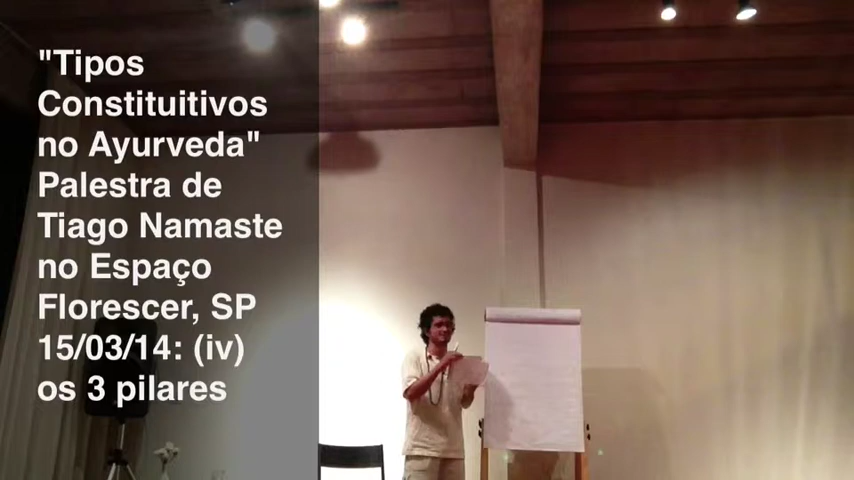 "Tipos
Constituitivos
no Ayurveda"
Palestra de
Tiago Namaste
no Espaço
Florescer, SP
15/03/14: (iv)
os 3 pilares